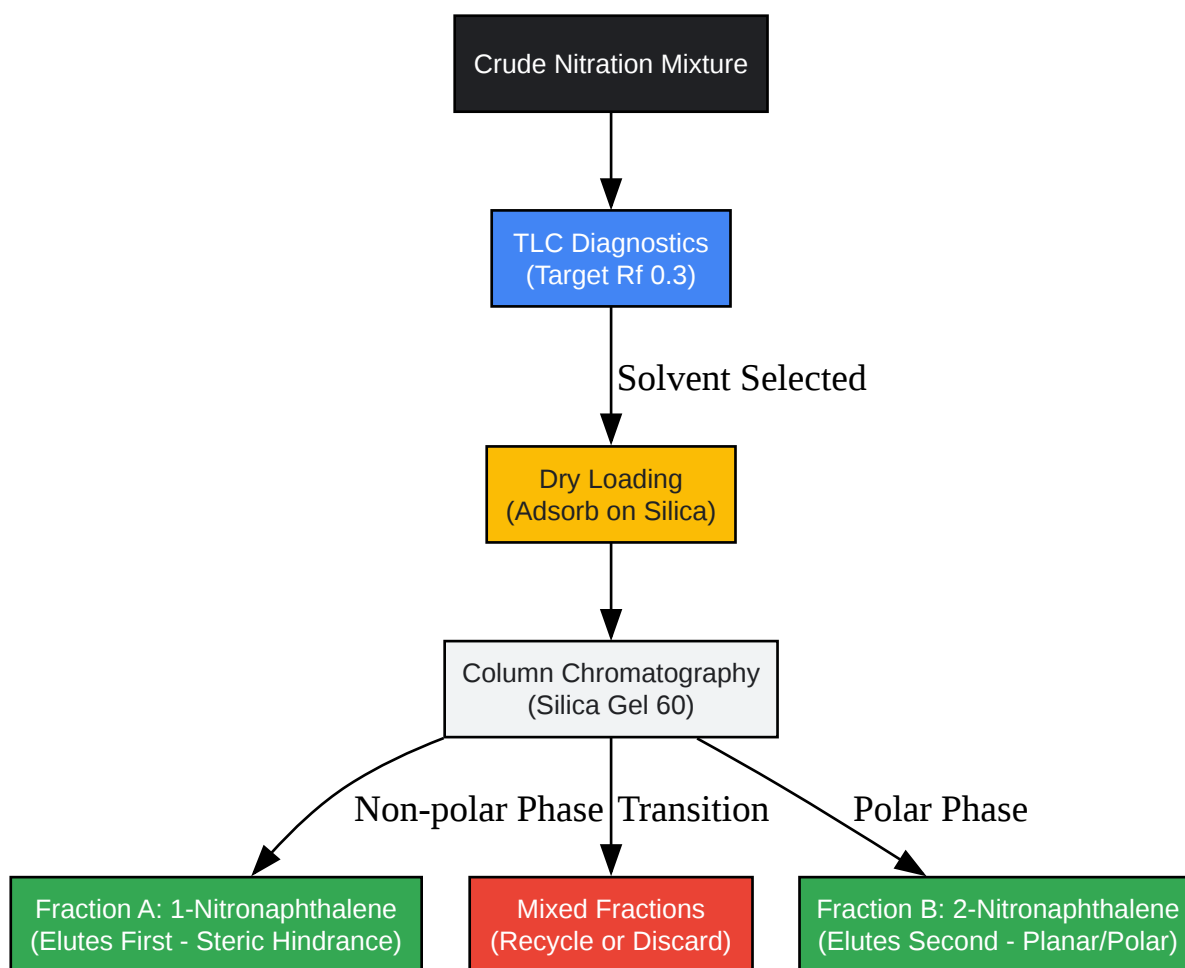 Crude Nitration Mixture
TLC Diagnostics
(Target Rf 0.3)
Solvent Selected
Dry Loading
(Adsorb on Silica)
Column Chromatography
(Silica Gel 60)
Non-polar Phase
Transition
Polar Phase
Fraction A: 1-Nitronaphthalene
(Elutes First - Steric Hindrance)
Mixed Fractions
(Recycle or Discard)
Fraction B: 2-Nitronaphthalene
(Elutes Second - Planar/Polar)